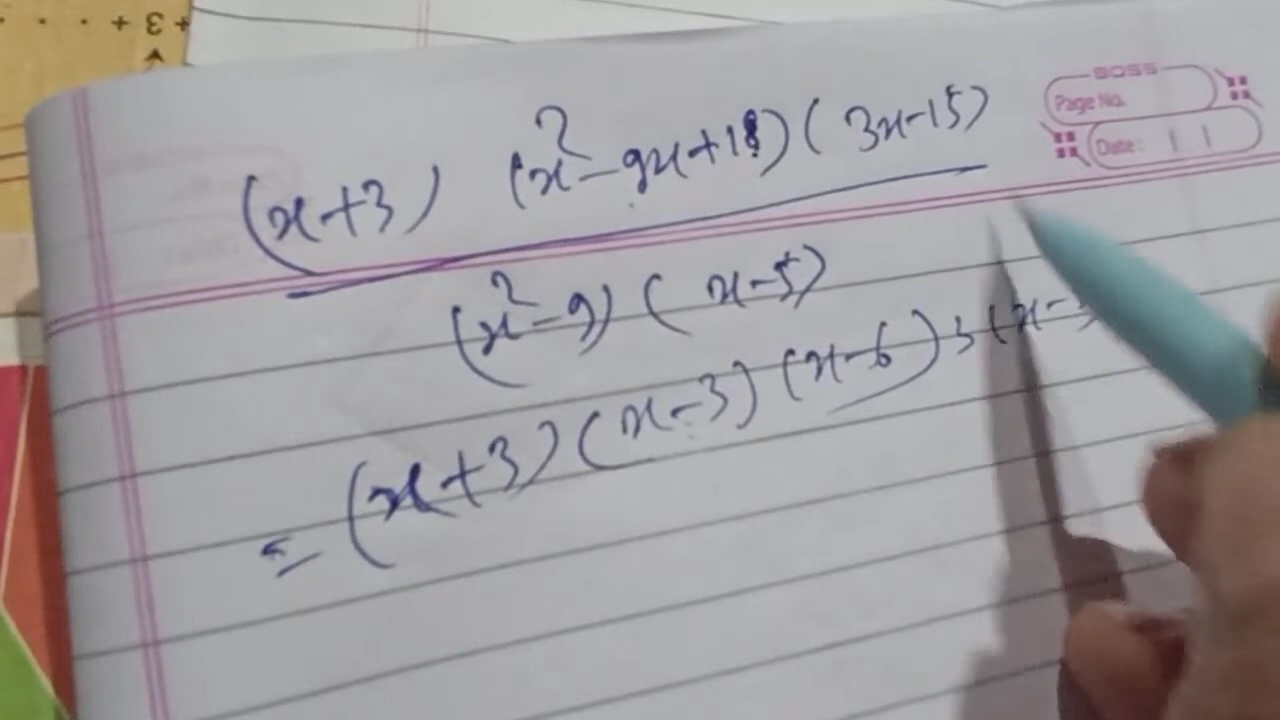 + 3 +
BOSS
Page No.
Date:
(x+3) (x²-9x+18)(3x-15)
(x²-9)(x-5)
= (x+3)(x-3)(x-6)3(x-